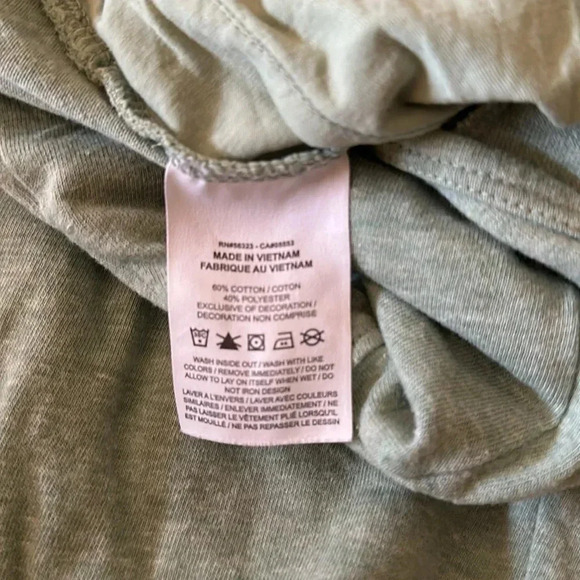 RN#56323 - CA#05553
MADE IN VIETNAM
FABRIQUE AU VIETNAM
60% COTTON / COTON
40% POLYESTER
EXCLUSIVE OF DECORATION /
DECORATION NON COMPRISE
WASH INSIDE OUT / WASH WITH LIKE
COLORS / REMOVE IMMEDIATELY / DO NOT
ALLOW TO LAY ON ITSELF WHEN WET / DO
NOT IRON DESIGN
LAVER A L'ENVERS / LAVER AVEC COULEURS
SIMILAIRES / ENLEVER IMMEDIATEMENT / NE
PAS LAISSER LE VÊTEMENT PLIÉ LORSQU'IL
EST MOUILLÉ / NE PAS REPASSER LE DESSIN